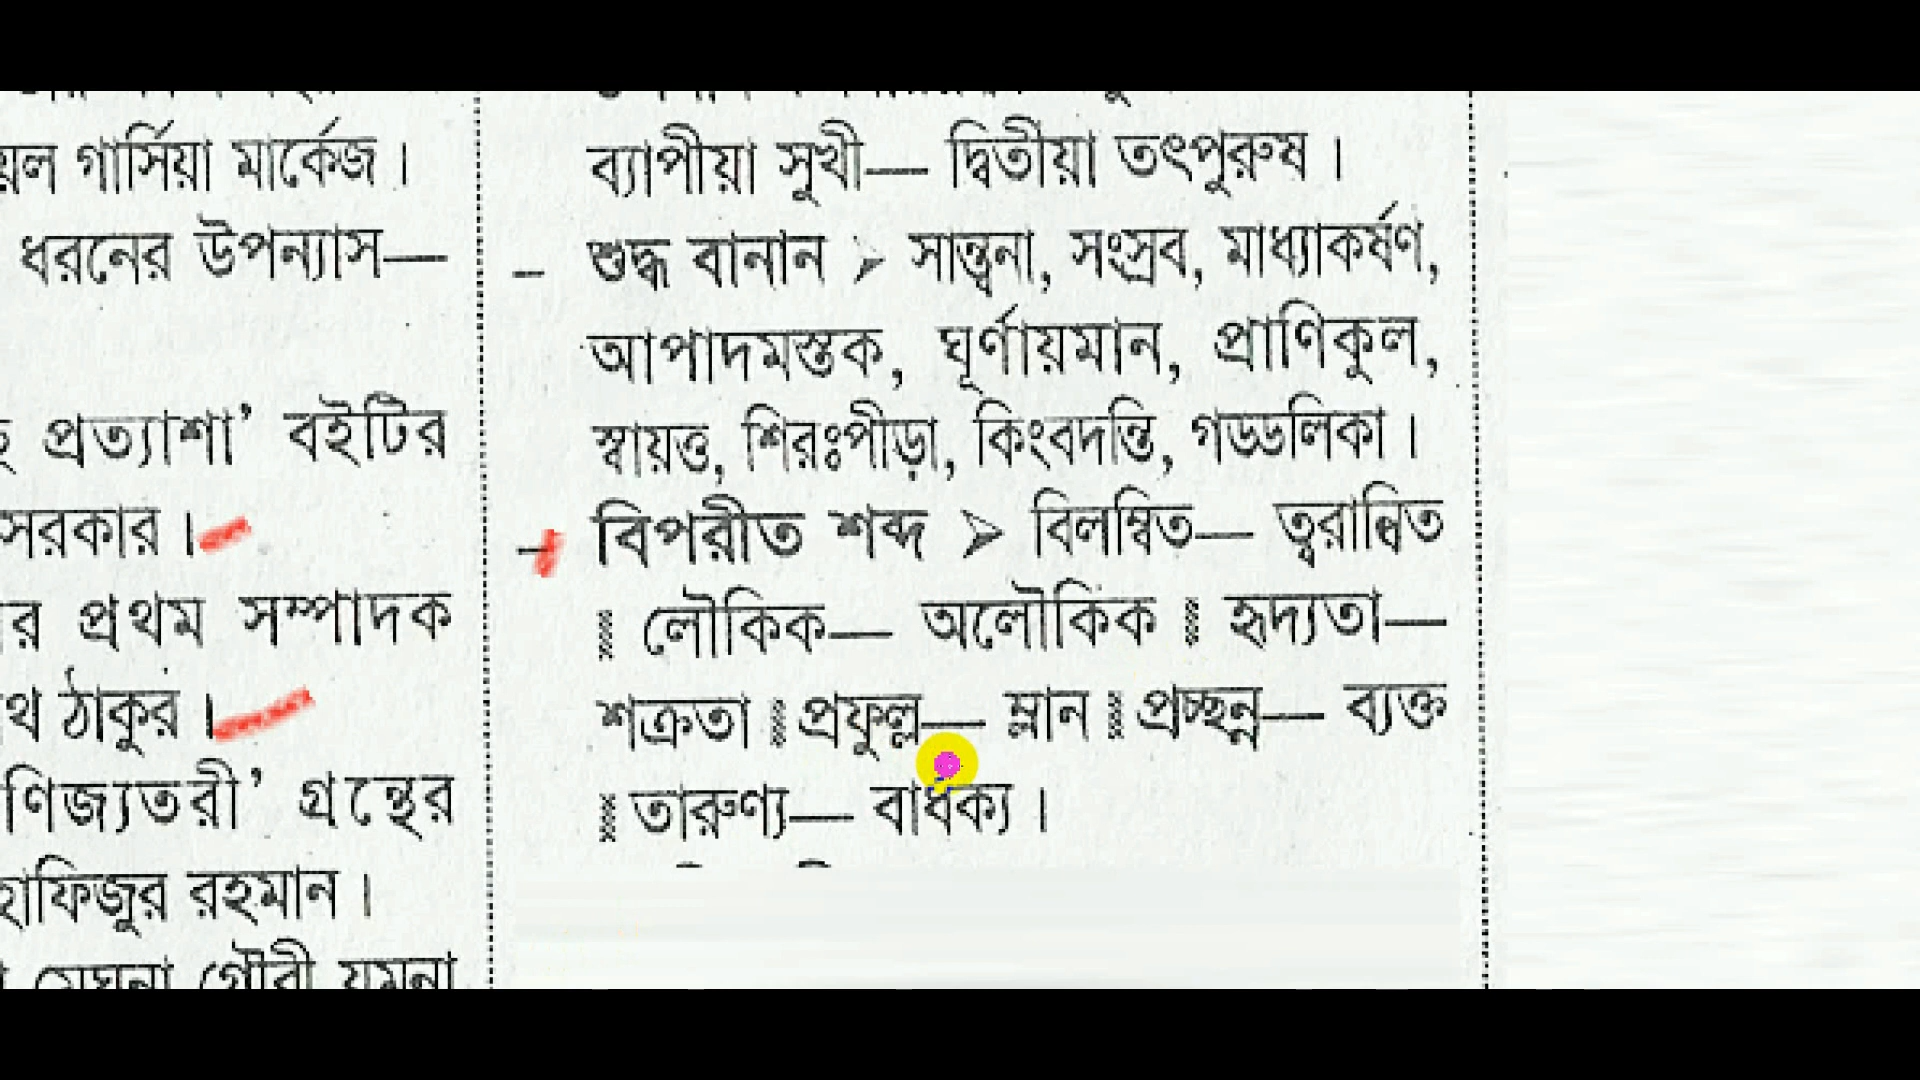 গার্সিয়া মার্কেজ।
ধরনের উপন্যাস—
প্রত্যাশা’ বইটির
সরকার।
প্রথম সম্পাদক
ঠাকুর।
গ্রন্থের
হাফিজুর রহমান।
ব্যাপীয়া সুখী— দ্বিতীয়া তৎপুরুষ।
– শুদ্ধ বানান ➤ সান্ত্বনা, সংস্রব, মাধ্যাকর্ষণ,
আপাদমস্তক, ঘূর্ণায়মান, প্রাণিকুল,
স্বায়ত্ত, শিরঃপীড়া, কিংবদন্তি, গড্ডলিকা।
– বিপরীত শব্দ ➤ বিলম্বিত— ত্বরান্বিত
⁞ লৌকিক— অলৌকিক ⁞ হৃদ্যতা—
শত্রুতা ⁞ প্রফুল্ল— ম্লান ⁞ প্রচ্ছন্ন— ব্যক্ত
⁞ তারুণ্য— বার্ধক্য।